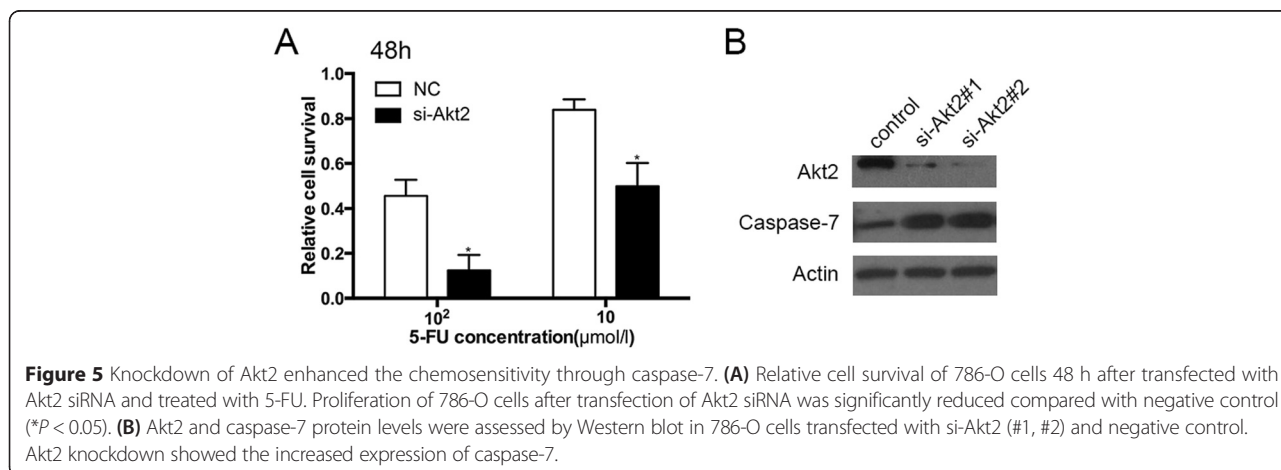 A
48h
NC
si-Akt2
Relative cell survival
1.0
0.8
0.6
0.4
0.2
0.0
*
*
10²
10
5-FU concentration(μmol/l)
B
control
si-Akt2#1
si-Akt2#2
Akt2
Caspase-7
Actin
Figure 5 Knockdown of Akt2 enhanced the chemosensitivity through caspase-7. (A) Relative cell survival of 786-O cells 48 h after transfected with
Akt2 siRNA and treated with 5-FU. Proliferation of 786-O cells after transfection of Akt2 siRNA was significantly reduced compared with negative control
(*P < 0.05). (B) Akt2 and caspase-7 protein levels were assessed by Western blot in 786-O cells transfected with si-Akt2 (#1, #2) and negative control.
Akt2 knockdown showed the increased expression of caspase-7.